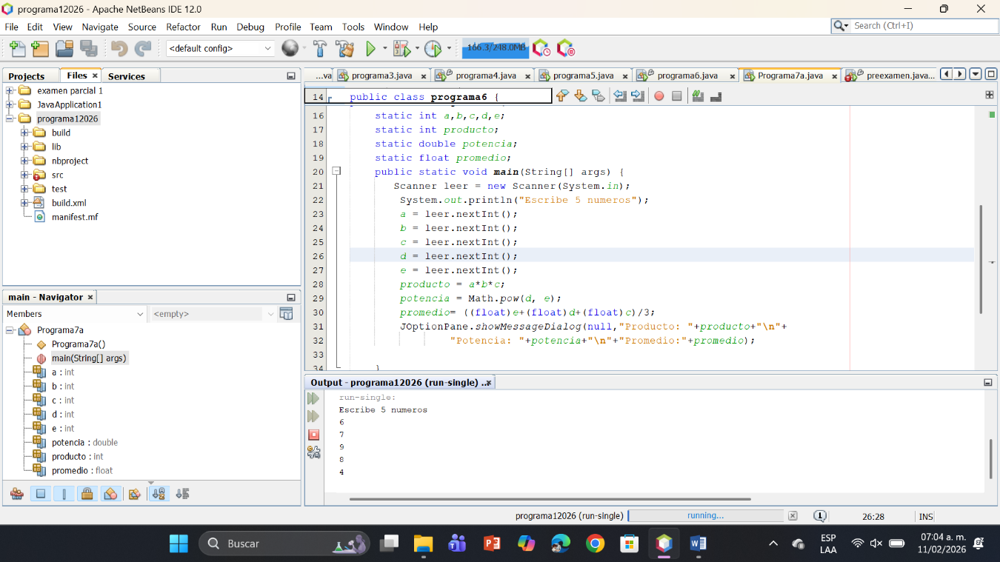 programa12026 - Apache NetBeans IDE 12.0
File Edit View Navigate Source Refactor Run Debug Profile Team Tools Window Help
Search (Ctrl+I)
<default config>
166.3/248.0MB
Projects Files Services
examen parcial 1
JavaApplication1
programa12026
build
lib
nbproject
src
test
build.xml
manifest.mf
main - Navigator
Members <empty>
Programa7a
Programa7a()
main(String[] args)
a : int
b : int
c : int
d : int
e : int
potencia : double
producto : int
promedio : float
...va programa3.java programa4.java programa5.java programa6.java Programa7a.java preexamen.java...
14 public class programa6 {
16 static int a,b,c,d,e;
17 static int producto;
18 static double potencia;
19 static float promedio;
20 public static void main(String[] args) {
21 Scanner leer = new Scanner(System.in);
22 System.out.println("Escribe 5 numeros");
23 a = leer.nextInt();
24 b = leer.nextInt();
25 c = leer.nextInt();
26 d = leer.nextInt();
27 e = leer.nextInt();
28 producto = a*b*c;
29 potencia = Math.pow(d, e);
30 promedio= ((float)e+(float)d+(float)c)/3;
31 JOptionPane.showMessageDialog(null,"Producto: "+producto+"\n"+
32 "Potencia: "+potencia+"\n"+"Promedio:"+promedio);
33
34 }
Output - programa12026 (run-single) ...
run-single:
Escribe 5 numeros
6
7
9
8
4
programa12026 (run-single) running... 1 26:28 INS
Buscar
ESP
LAA
07:04 a. m.
11/02/2026